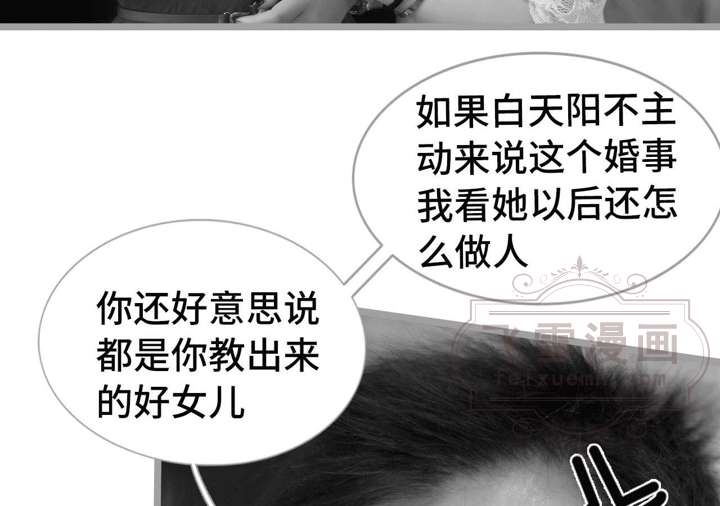 如果白天阳不主
动来说这个婚事
我看她以后还怎
么做人
你还好意思说
都是你教出来
的好女儿
飞雪漫画